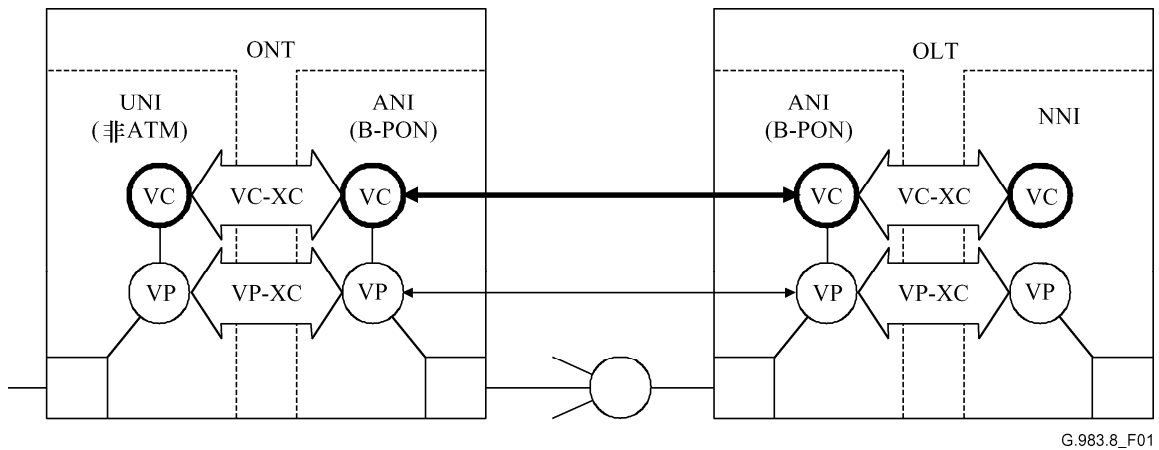 ONT
OLT
UNI
(非ATM)
ANI
(B-PON)
ANI
(B-PON)
NNI
VC
VC-XC
VC
VC
VC-XC
VC
VP
VP-XC
VP
VP
VP-XC
VP
G.983.8_F01